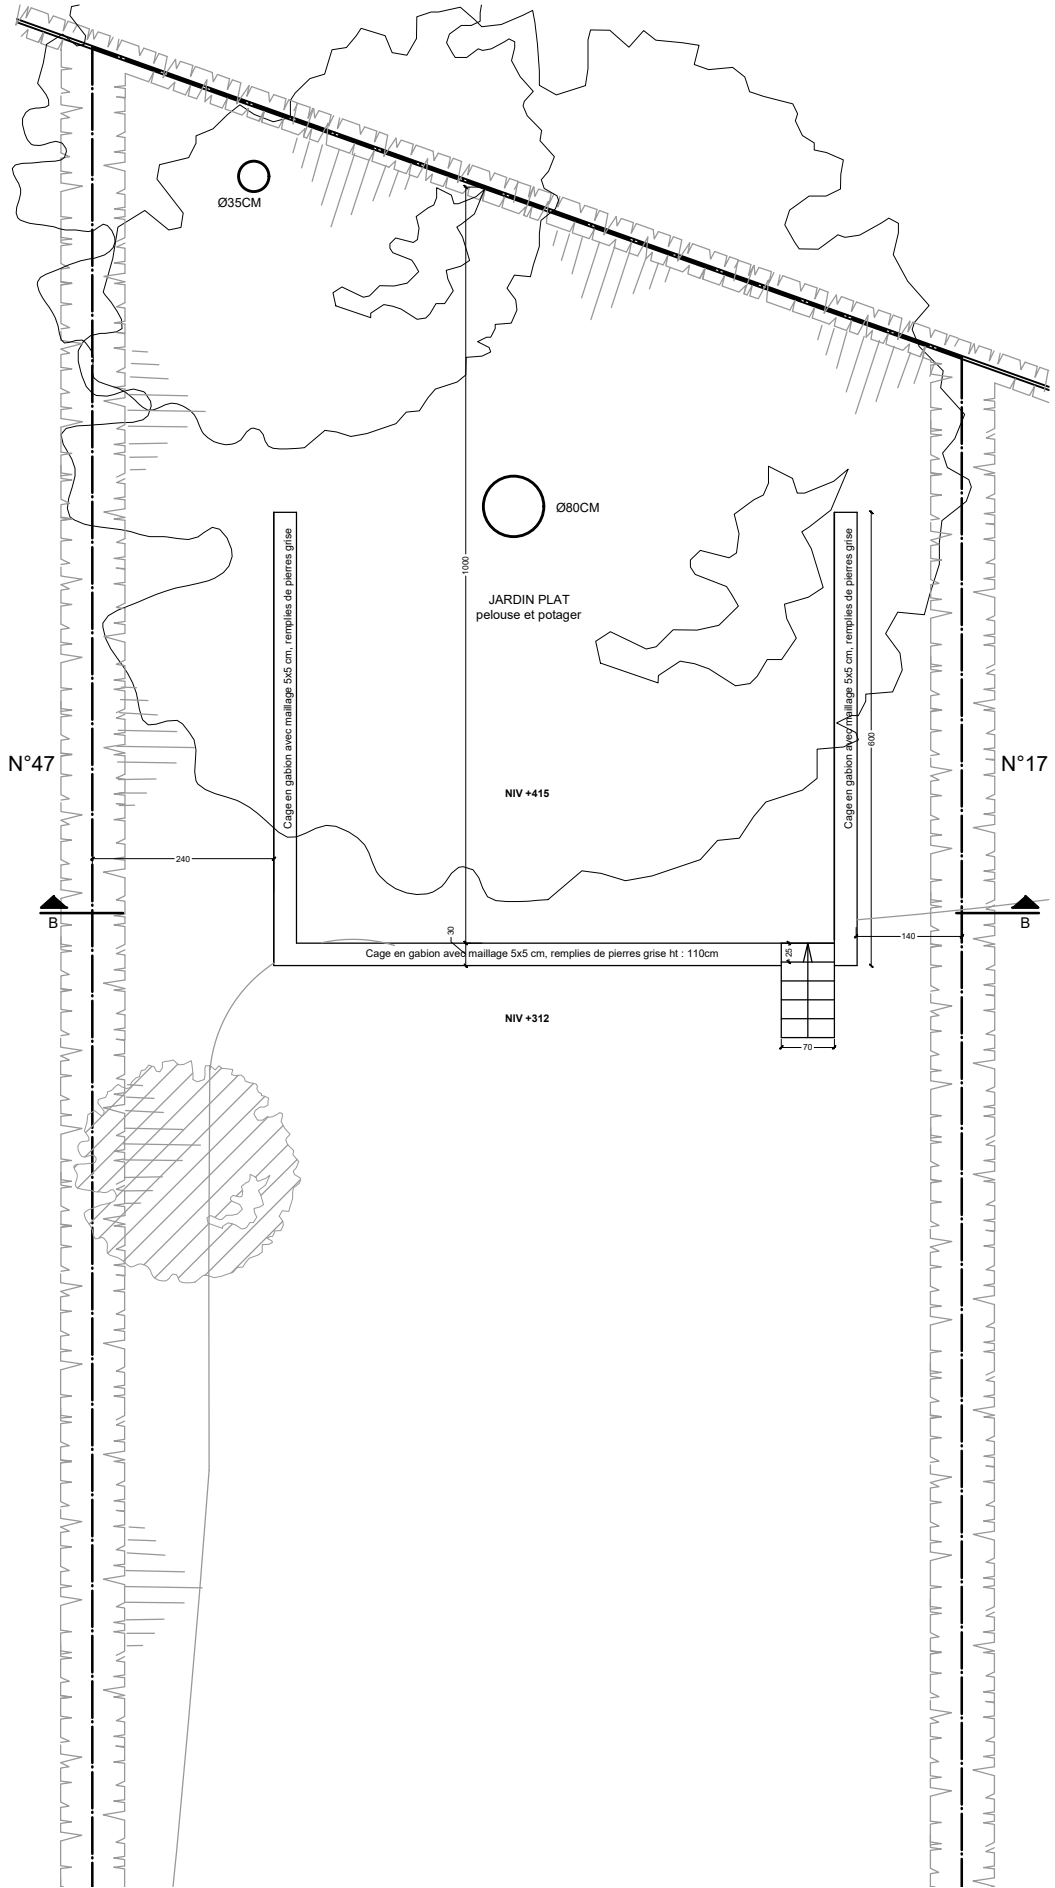 Ø35CM
Ø80CM
Cage en gabion avec maillage 5x5 cm, remplies de pierres grise
Cage en gabion avec maillage 5x5 cm, remplies de pierres grise
1000
JARDIN PLAT
pelouse et potager
600
N°47
N°17
NIV +415
240
B
B
30
140
25
Cage en gabion avec maillage 5x5 cm, remplies de pierres grise ht : 110cm
NIV +312
70